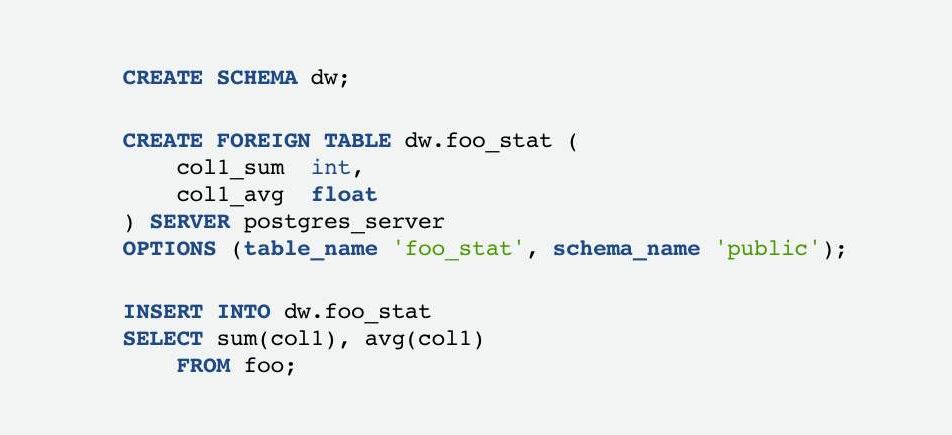 CREATE SCHEMA dw;
CREATE FOREIGN TABLE dw.foo_stat (
    col1_sum  int,
    col1_avg  float
) SERVER postgres_server
OPTIONS (table_name 'foo_stat', schema_name 'public');
INSERT INTO dw.foo_stat
SELECT sum(col1), avg(col1)
    FROM foo;